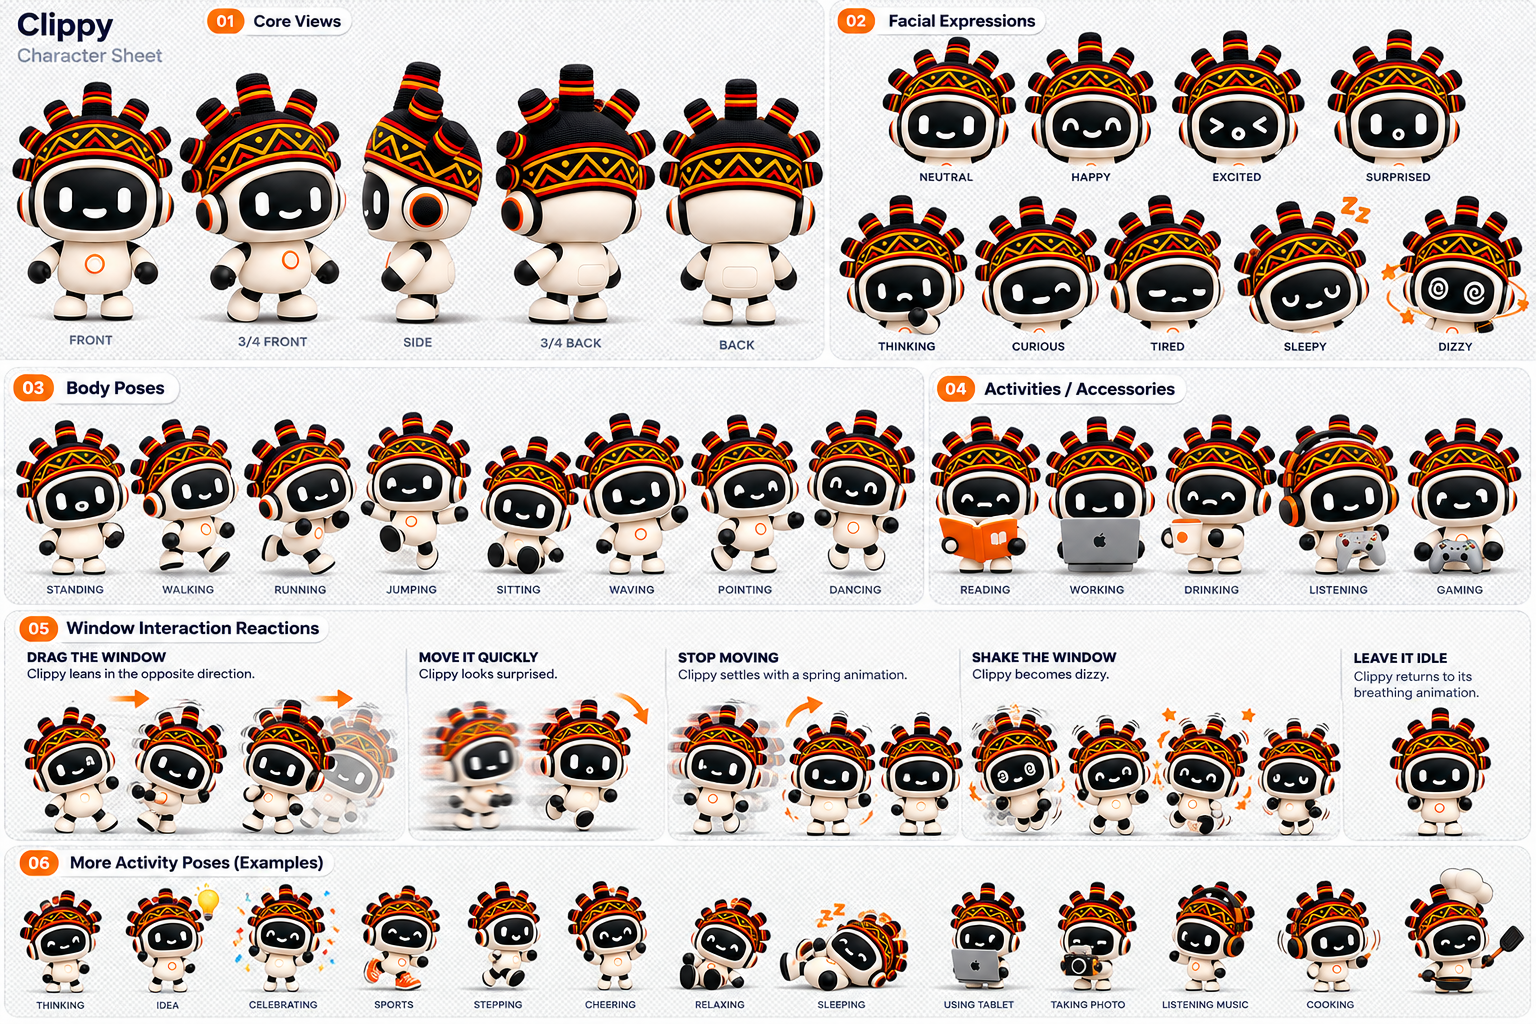 Clippy
Character Sheet
01 Core Views
FRONT
3/4 FRONT
SIDE
3/4 BACK
BACK
02 Facial Expressions
NEUTRAL
HAPPY
EXCITED
SURPRISED
THINKING
CURIOUS
TIRED
SLEEPY
ZZ
DIZZY
03 Body Poses
STANDING
WALKING
RUNNING
JUMPING
SITTING
WAVING
POINTING
DANCING
04 Activities / Accessories
READING
WORKING
DRINKING
LISTENING
GAMING
05 Window Interaction Reactions
DRAG THE WINDOW
Clippy leans in the opposite direction.
MOVE IT QUICKLY
Clippy looks surprised.
STOP MOVING
Clippy settles with a spring animation.
SHAKE THE WINDOW
Clippy becomes dizzy.
LEAVE IT IDLE
Clippy returns to its
breathing animation.
06 More Activity Poses (Examples)
THINKING
IDEA
CELEBRATING
SPORTS
STEPPING
CHEERING
RELAXING
zzz
SLEEPING
USING TABLET
TAKING PHOTO
LISTENING MUSIC
COOKING